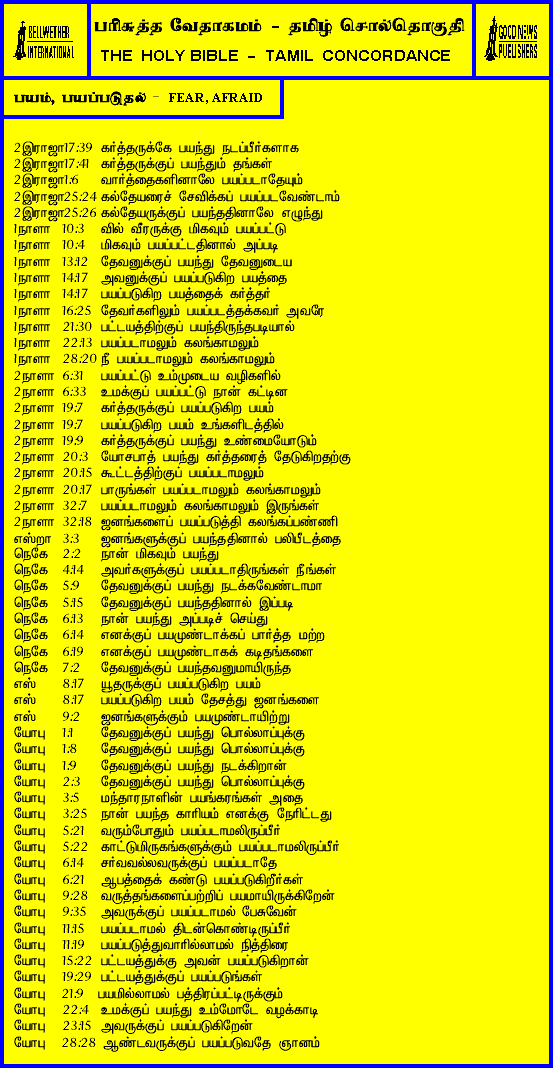 BELLWETHER
INTERNATIONAL
பரிசுத்த வேதாகமம் - தமிழ் சொல்தொகுதி
THE HOLY BIBLE - TAMIL CONCORDANCE
GOOD NEWS
PUBLISHERS
பயம், பயப்படுதல் - FEAR, AFRAID
2இராஜா17:39 கர்த்தருக்கே பயந்து நடப்பீர்களாக
2இராஜா17:41 கர்த்தருக்குப் பயந்தும் தங்கள்
2இராஜா1:6 வார்த்தைகளினாலே பயப்படாதேயும்
2இராஜா25:24 கல்தேயரைச் சேவிக்கப் பயப்படவேண்டாம்
2இராஜா25:26 கல்தேயருக்குப் பயந்ததினாலே எழுந்து
1நாளா 10:3 வில் வீரருக்கு மிகவும் பயப்பட்டு
1நாளா 10:4 மிகவும் பயப்பட்டதினால் அப்படி
1நாளா 13:12 தேவனுக்குப் பயந்து தேவனுடைய
1நாளா 14:17 அவனுக்குப் பயப்படுகிற பயத்தை
1நாளா 14:17 பயப்படுகிற பயத்தைக் கர்த்தர்
1நாளா 16:25 தேவர்களிலும் பயப்படத்தக்கவர் அவரே
1நாளா 21:30 பட்டயத்திற்குப் பயந்திருந்தபடியால்
1நாளா 22:13 பயப்படாமலும் கலங்காமலும்
1நாளா 28:20 நீ பயப்படாமலும் கலங்காமலும்
2நாளா 6:31 பயப்பட்டு உம்முடைய வழிகளில்
2நாளா 6:33 உமக்குப் பயப்பட்டு நான் கட்டின
2நாளா 19:7 கர்த்தருக்குப் பயப்படுகிற பயம்
2நாளா 19:7 பயப்படுகிற பயம் உங்களிடத்தில்
2நாளா 19:9 கர்த்தருக்குப் பயந்து உண்மையோடும்
2நாளா 20:3 யோசபாத் பயந்து கர்த்தரைத் தேடுகிறதற்கு
2நாளா 20:15 கூட்டத்திற்குப் பயப்படாமலும்
2நாளா 20:17 பாருங்கள் பயப்படாமலும் கலங்காமலும்
2நாளா 32:7 பயப்படாமலும் கலங்காமலும் இருங்கள்
2நாளா 32:18 ஜனங்களைப் பயப்படுத்தி கலங்கப்பண்ணி
எஸ்றா 3:3 ஜனங்களுக்குப் பயந்ததினால் பலிபீடத்தை
நெகே 2:2 நான் மிகவும் பயந்து
நெகே 4:14 அவர்களுக்குப் பயப்படாதிருங்கள் நீங்கள்
நெகே 5:9 தேவனுக்குப் பயந்து நடக்கவேண்டாமா
நெகே 5:15 தேவனுக்குப் பயந்ததினால் இப்படி
நெகே 6:13 நான் பயந்து அப்படிச் செய்து
நெகே 6:14 எனக்குப் பயமுண்டாக்கப் பார்த்த மற்ற
நெகே 6:19 எனக்குப் பயமுண்டாகக் கடிதங்களை
நெகே 7:2 தேவனுக்குப் பயந்தவனுமாயிருந்த
எஸ் 8:17 யூதருக்குப் பயப்படுகிற பயம்
எஸ் 8:17 பயப்படுகிற பயம் தேசத்து ஜனங்களை
எஸ் 9:2 ஜனங்களுக்கும் பயமுண்டாயிற்று
யோபு 1:1 தேவனுக்குப் பயந்து பொல்லாப்புக்கு
யோபு 1:8 தேவனுக்குப் பயந்து பொல்லாப்புக்கு
யோபு 1:9 தேவனுக்குப் பயந்து நடக்கிறான்
யோபு 2:3 தேவனுக்குப் பயந்து பொல்லாப்புக்கு
யோபு 3:5 மந்தாரநாளின் பயங்கரங்கள் அதை
யோபு 3:25 நான் பயந்த காரியம் எனக்கு நேரிட்டது
யோபு 5:21 வரும்போதும் பயப்படாமலிருப்பீர்
யோபு 5:22 காட்டுமிருகங்களுக்கும் பயப்படாமலிருப்பீர்
யோபு 6:14 சர்வவல்லவருக்குப் பயப்படாதே
யோபு 6:21 ஆபத்தைக் கண்டு பயப்படுகிறீர்கள்
யோபு 9:28 வருத்தங்களைப்பற்றிப் பயமாயிருக்கிறேன்
யோபு 9:35 அவருக்குப் பயப்படாமல் பேசுவேன்
யோபு 11:15 பயப்படாமல் திடன்கொண்டிருப்பீர்
யோபு 11:19 பயப்படுத்துவாரில்லாமல் நித்திரை
யோபு 15:22 பட்டயத்துக்கு அவன் பயப்படுகிறான்
யோபு 19:29 பட்டயத்துக்குப் பயப்படுங்கள்
யோபு 21:9 பயமில்லாமல் பத்திரப்பட்டிருக்கும்
யோபு 22:4 உமக்குப் பயந்து உம்மோடே வழக்காடி
யோபு 23:15 அவருக்குப் பயப்படுகிறேன்
யோபு 28:28 ஆண்டவருக்குப் பயப்படுவதே ஞானம்